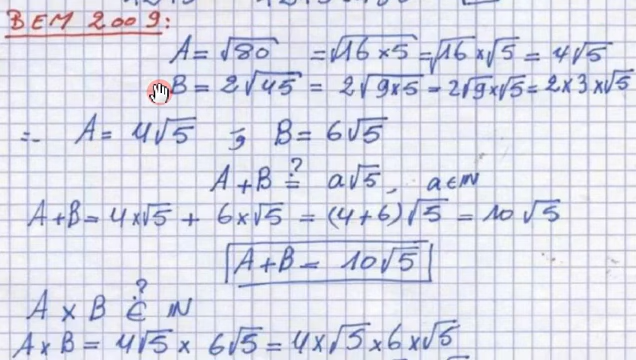 BEM 2009:
A = √80 = √16×5 = √16 × √5 = 4√5
B = 2√45 = 2√9×5 = 2√9×√5 = 2×3×√5
∴ A = 4√5 ; B = 6√5
A + B ≟ a√5, a∈ℕ
A + B = 4×√5 + 6×√5 = (4+6)√5 = 10√5
A+B = 10√5
?
A × B ∈ ℕ
A×B = 4√5 × 6√5 = 4×√5×6×√5